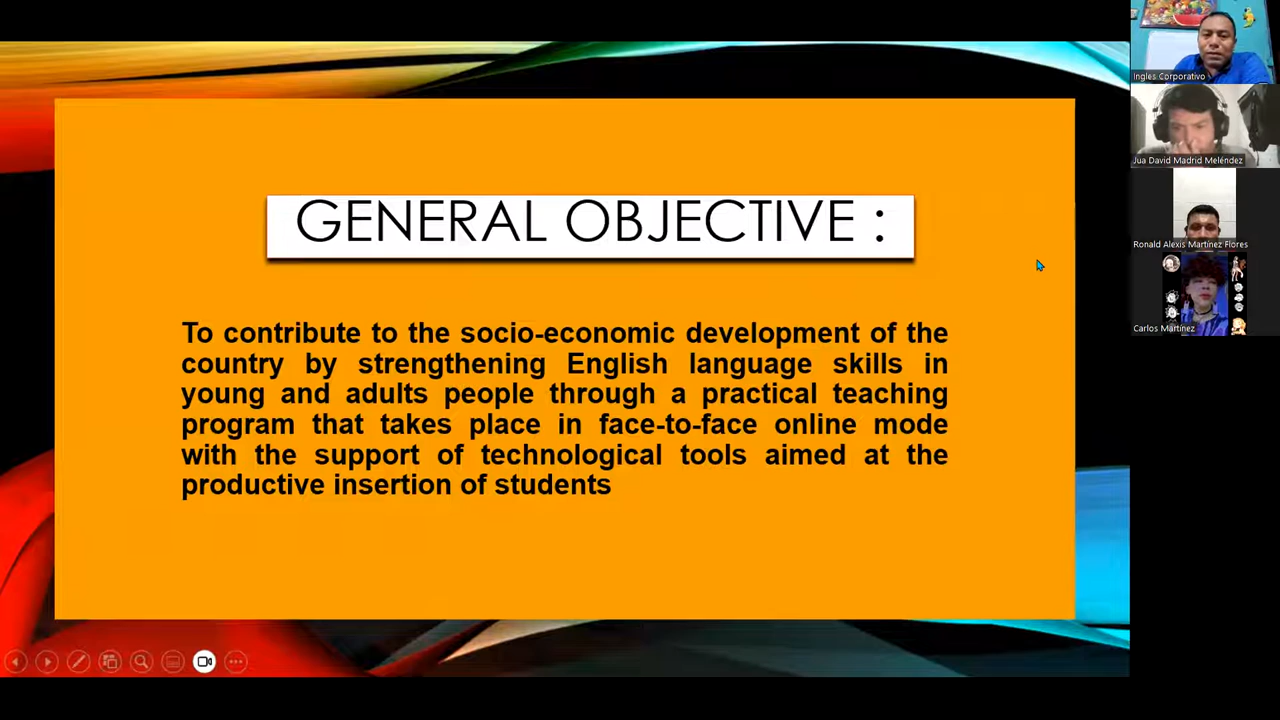 GENERAL OBJECTIVE :
To contribute to the socio-economic development of the
country by strengthening English language skills in
young and adults people through a practical teaching
program that takes place in face-to-face online mode
with the support of technological tools aimed at the
productive insertion of students
Ingles Corporativo
Jua David Madrid Meléndez
Ronald Alexis Martínez Flores
Carlos Martínez